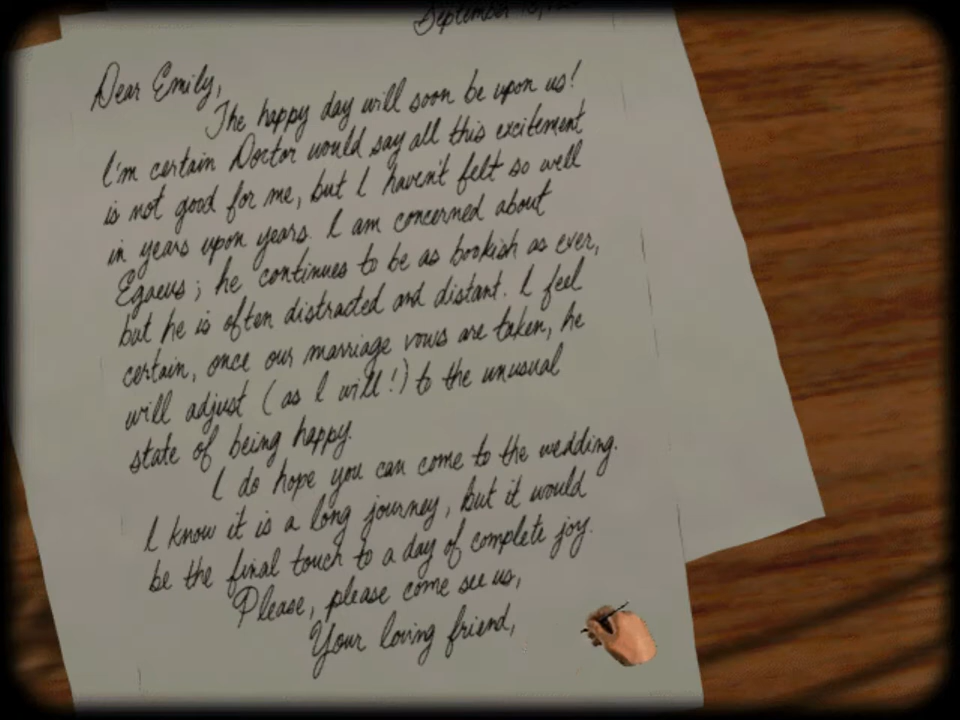 September
Dear Emily,
The happy day will soon be upon us!
I'm certain Doctor would say all this excitement
is not good for me, but I haven't felt so well
in years upon years. I am concerned about
Egaeus; he continues to be as bookish as ever,
but he is often distracted and distant. I feel
certain, once our marriage vows are taken, he
will adjust (as I will!) to the unusual
state of being happy.
I do hope you can come to the wedding.
I know it is a long journey, but it would
be the final touch to a day of complete joy.
Please, please come see us,
Your loving friend,